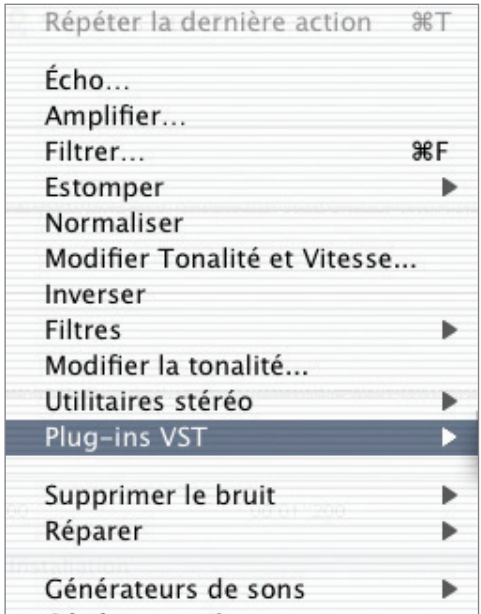 Répéter la dernière action ⌘T
Écho...
Amplifier...
Filtrer... ⌘F
Estomper
Normaliser
Modifier Tonalité et Vitesse...
Inverser
Filtres
Modifier la tonalité...
Utilitaires stéréo
Plug-ins VST
Supprimer le bruit
Réparer
Installation
Générateurs de sons